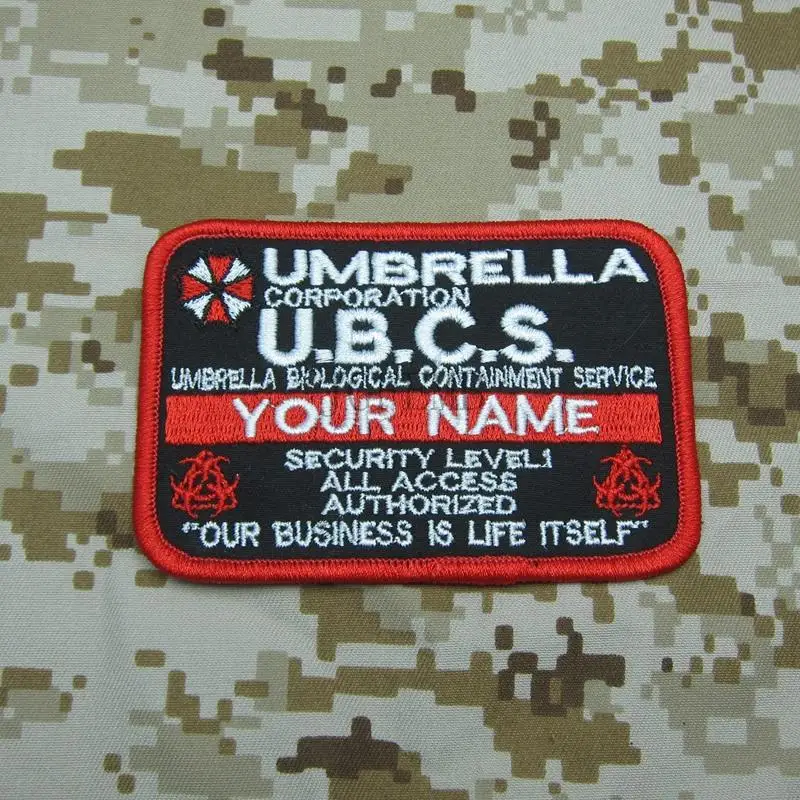 UMBRELLA
CORPORATION
U.B.C.S.
UMBRELLA BIOLOGICAL CONTAINMENT SERVICE
YOUR NAME
SECURITY LEVEL1
ALL ACCESS
AUTHORIZED
"OUR BUSINESS IS LIFE ITSELF"